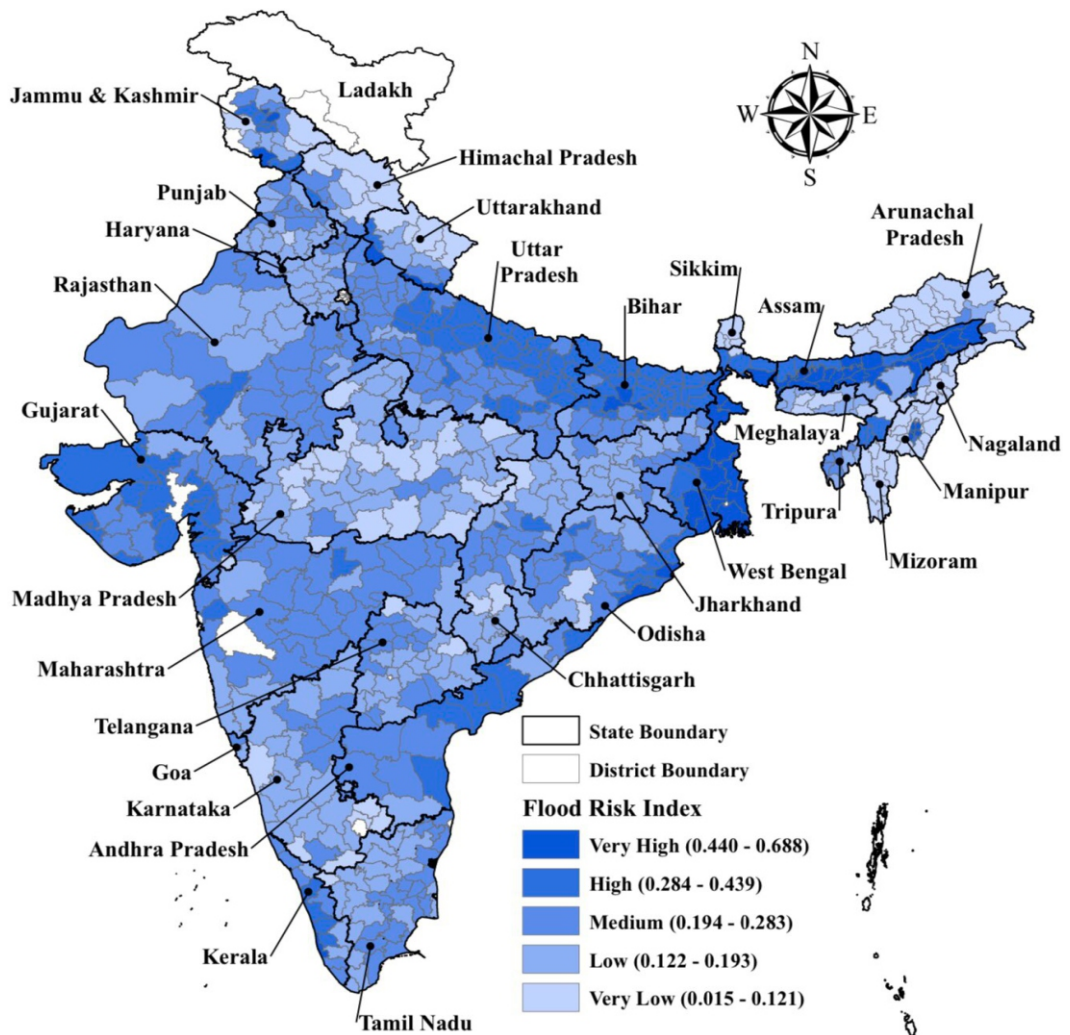 N
W
E
S
Ladakh
Jammu & Kashmir
Himachal Pradesh
Punjab
Uttarakhand
Haryana
Arunachal
Pradesh
Uttar
Pradesh
Sikkim
Rajasthan
Bihar
Assam
Gujarat
Meghalaya
Nagaland
Manipur
Tripura
Mizoram
West Bengal
Madhya Pradesh
Jharkhand
Odisha
Maharashtra
Chhattisgarh
Telangana
Goa
Karnataka
Andhra Pradesh
Kerala
Tamil Nadu
State Boundary
District Boundary
Flood Risk Index
Very High (0.440 - 0.688)
High (0.284 - 0.439)
Medium (0.194 - 0.283)
Low (0.122 - 0.193)
Very Low (0.015 - 0.121)